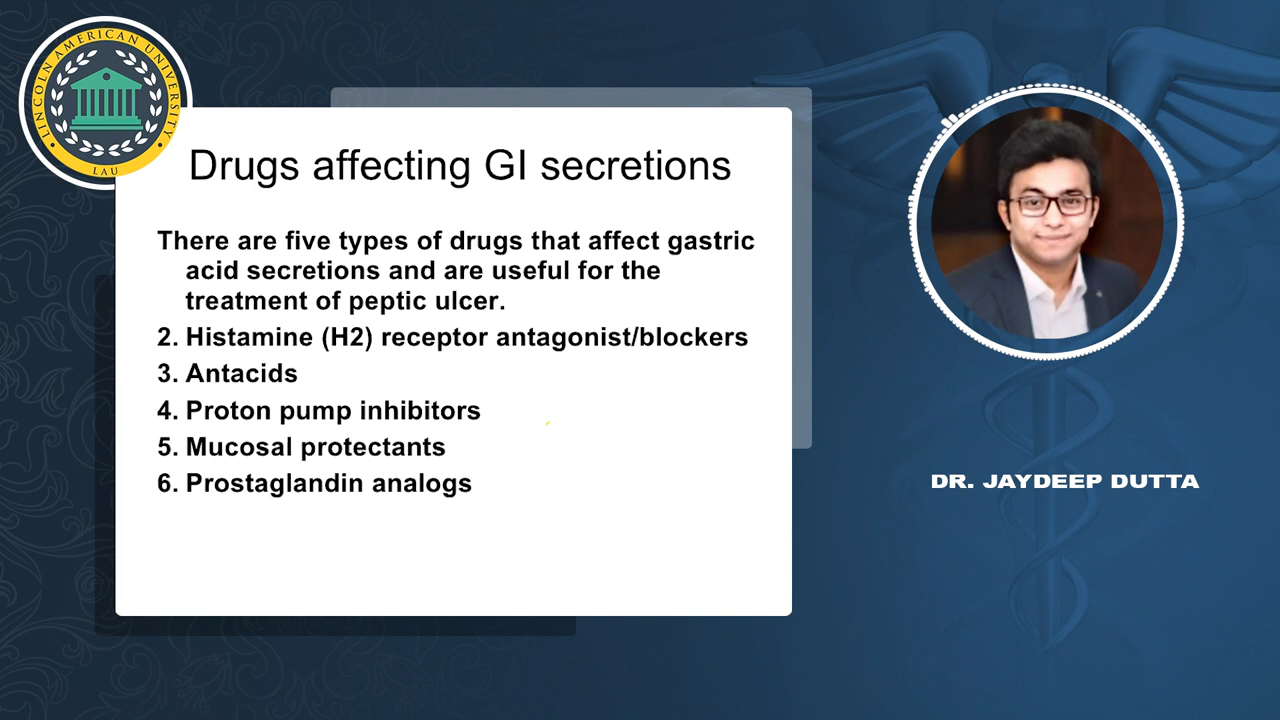 LINCOLN AMERICAN UNIVERSITY
LAU
Drugs affecting GI secretions
There are five types of drugs that affect gastric
acid secretions and are useful for the
treatment of peptic ulcer.
2. Histamine (H2) receptor antagonist/blockers
3. Antacids
4. Proton pump inhibitors
5. Mucosal protectants
6. Prostaglandin analogs
DR. JAYDEEP DUTTA